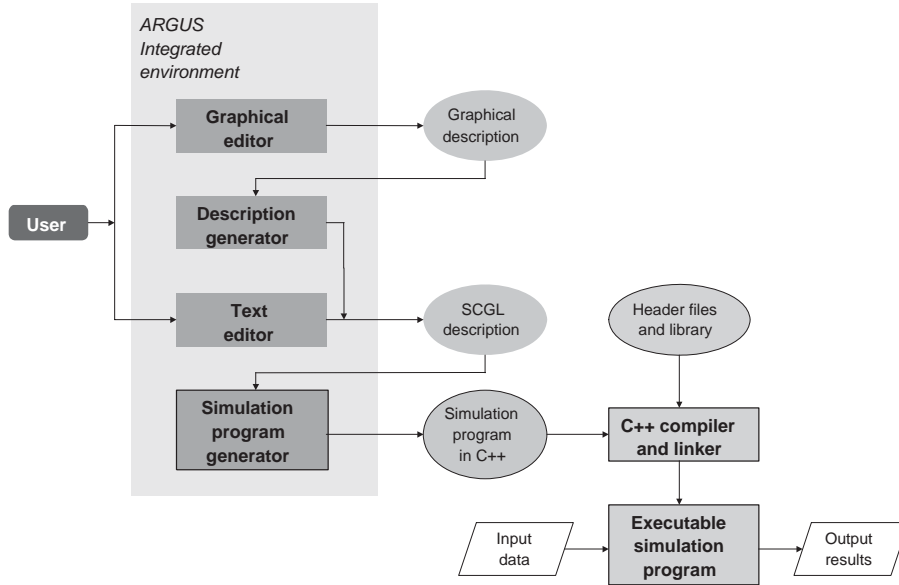 ARGUS
Integrated
environment
Graphical
editor
Graphical
description
User
Description
generator
Text
editor
SCGL
description
Header files
and library
Simulation
program
generator
Simulation
program
in C++
C++ compiler
and linker
Input
data
Executable
simulation
program
Output
results